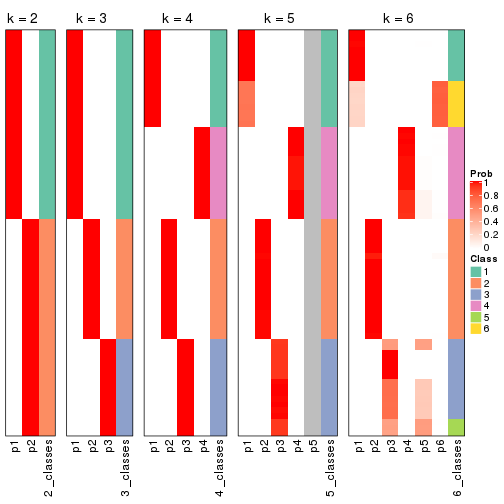 k = 2
k = 3
k = 4
k = 5
k = 6
Prob
1
0.8
0.6
0.4
0.2
0
Class
1
2
3
4
5
6
p1
p2
2_classes
p1
p2
p3
3_classes
p1
p2
p3
p4
4_classes
p1
p2
p3
p4
p5
5_classes
p1
p2
p3
p4
p5
p6
6_classes